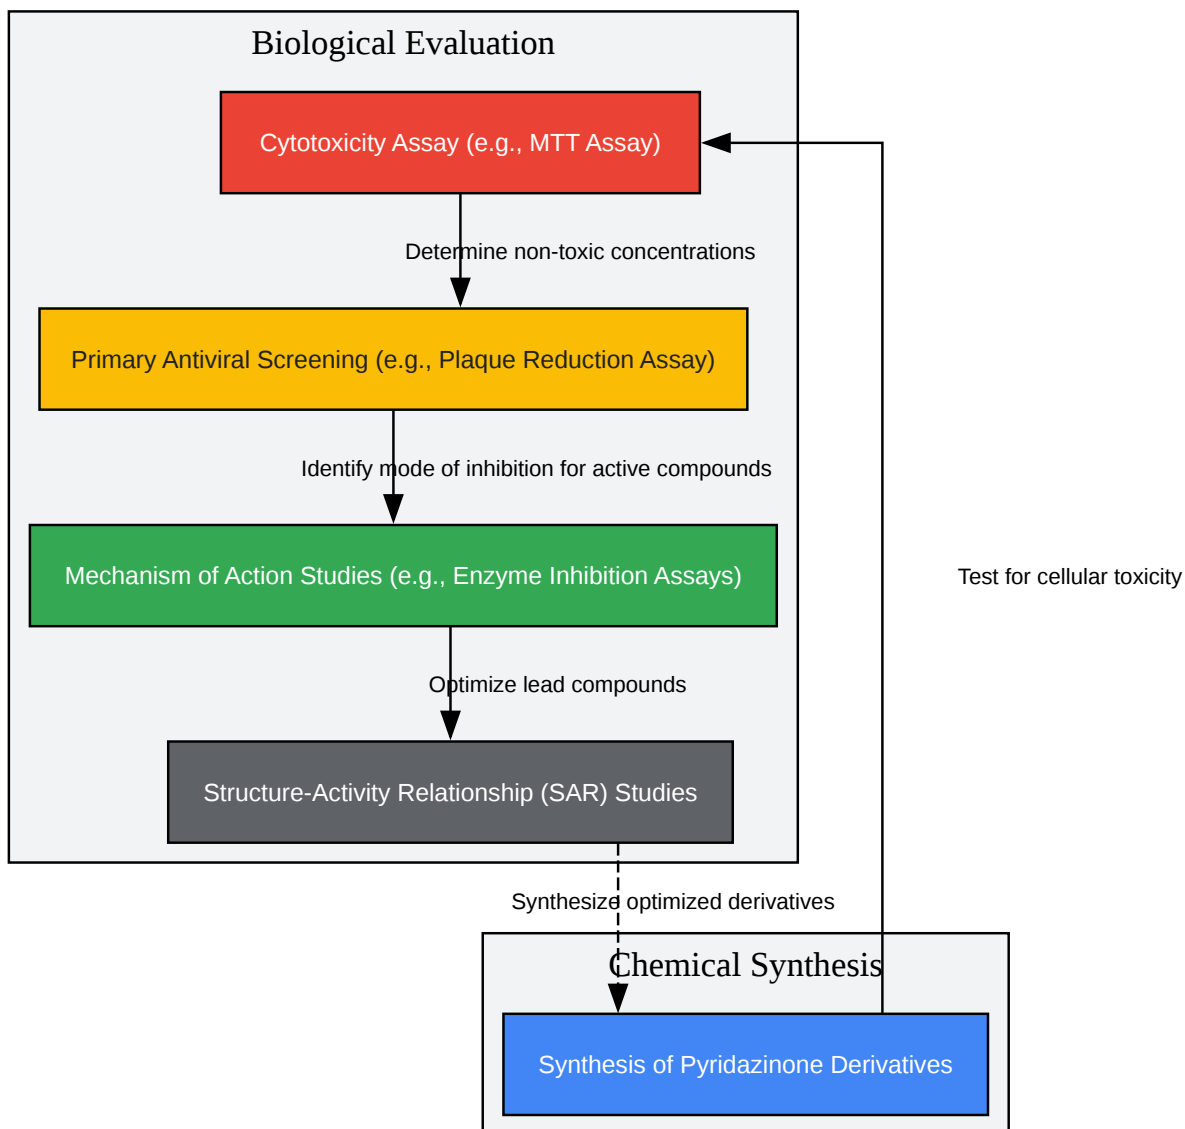 Biological Evaluation
Cytotoxicity Assay (e.g., MTT Assay)
Determine non-toxic concentrations
Primary Antiviral Screening (e.g., Plaque Reduction Assay)
Identify mode of inhibition for active compounds
Mechanism of Action Studies (e.g., Enzyme Inhibition Assays)
Test for cellular toxicity
Optimize lead compounds
Structure-Activity Relationship (SAR) Studies
Synthesize optimized derivatives
Chemical Synthesis
Synthesis of Pyridazinone Derivatives